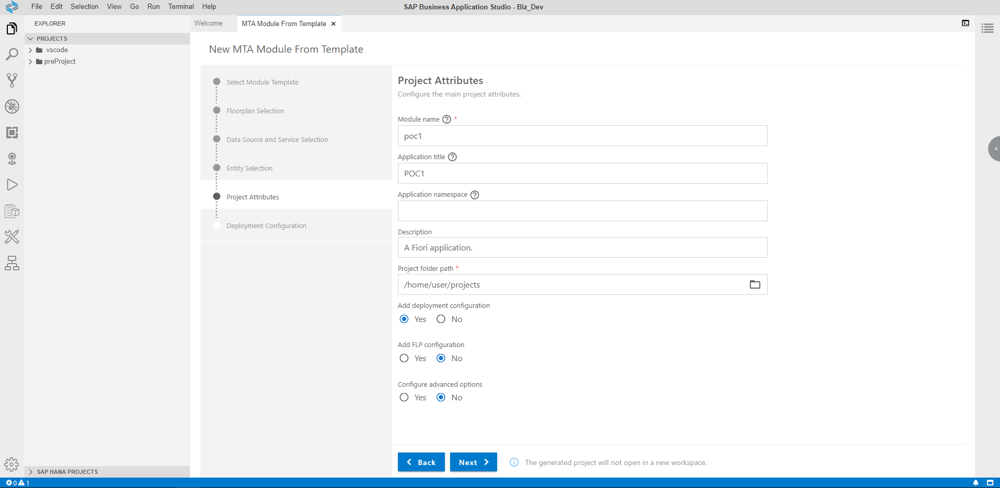 File Edit Selection View Go Run Terminal Help
SAP Business Application Studio - Biz_Dev
EXPLORER
PROJECTS
.vscode
preProject
SAP HANA PROJECTS
Welcome
MTA Module From Template
New MTA Module From Template
Select Module Template
Floorplan Selection
Data Source and Service Selection
Entity Selection
Project Attributes
Deployment Configuration
Project Attributes
Configure the main project attributes.
Module name ? *
poc1
Application title ?
POC1
Application namespace ?
Description
A Fiori application.
Project folder path *
/home/user/projects
Add deployment configuration
Yes No
Add FLP configuration
Yes No
Configure advanced options
Yes No
Back Next The generated project will not open in a new workspace.
0 1